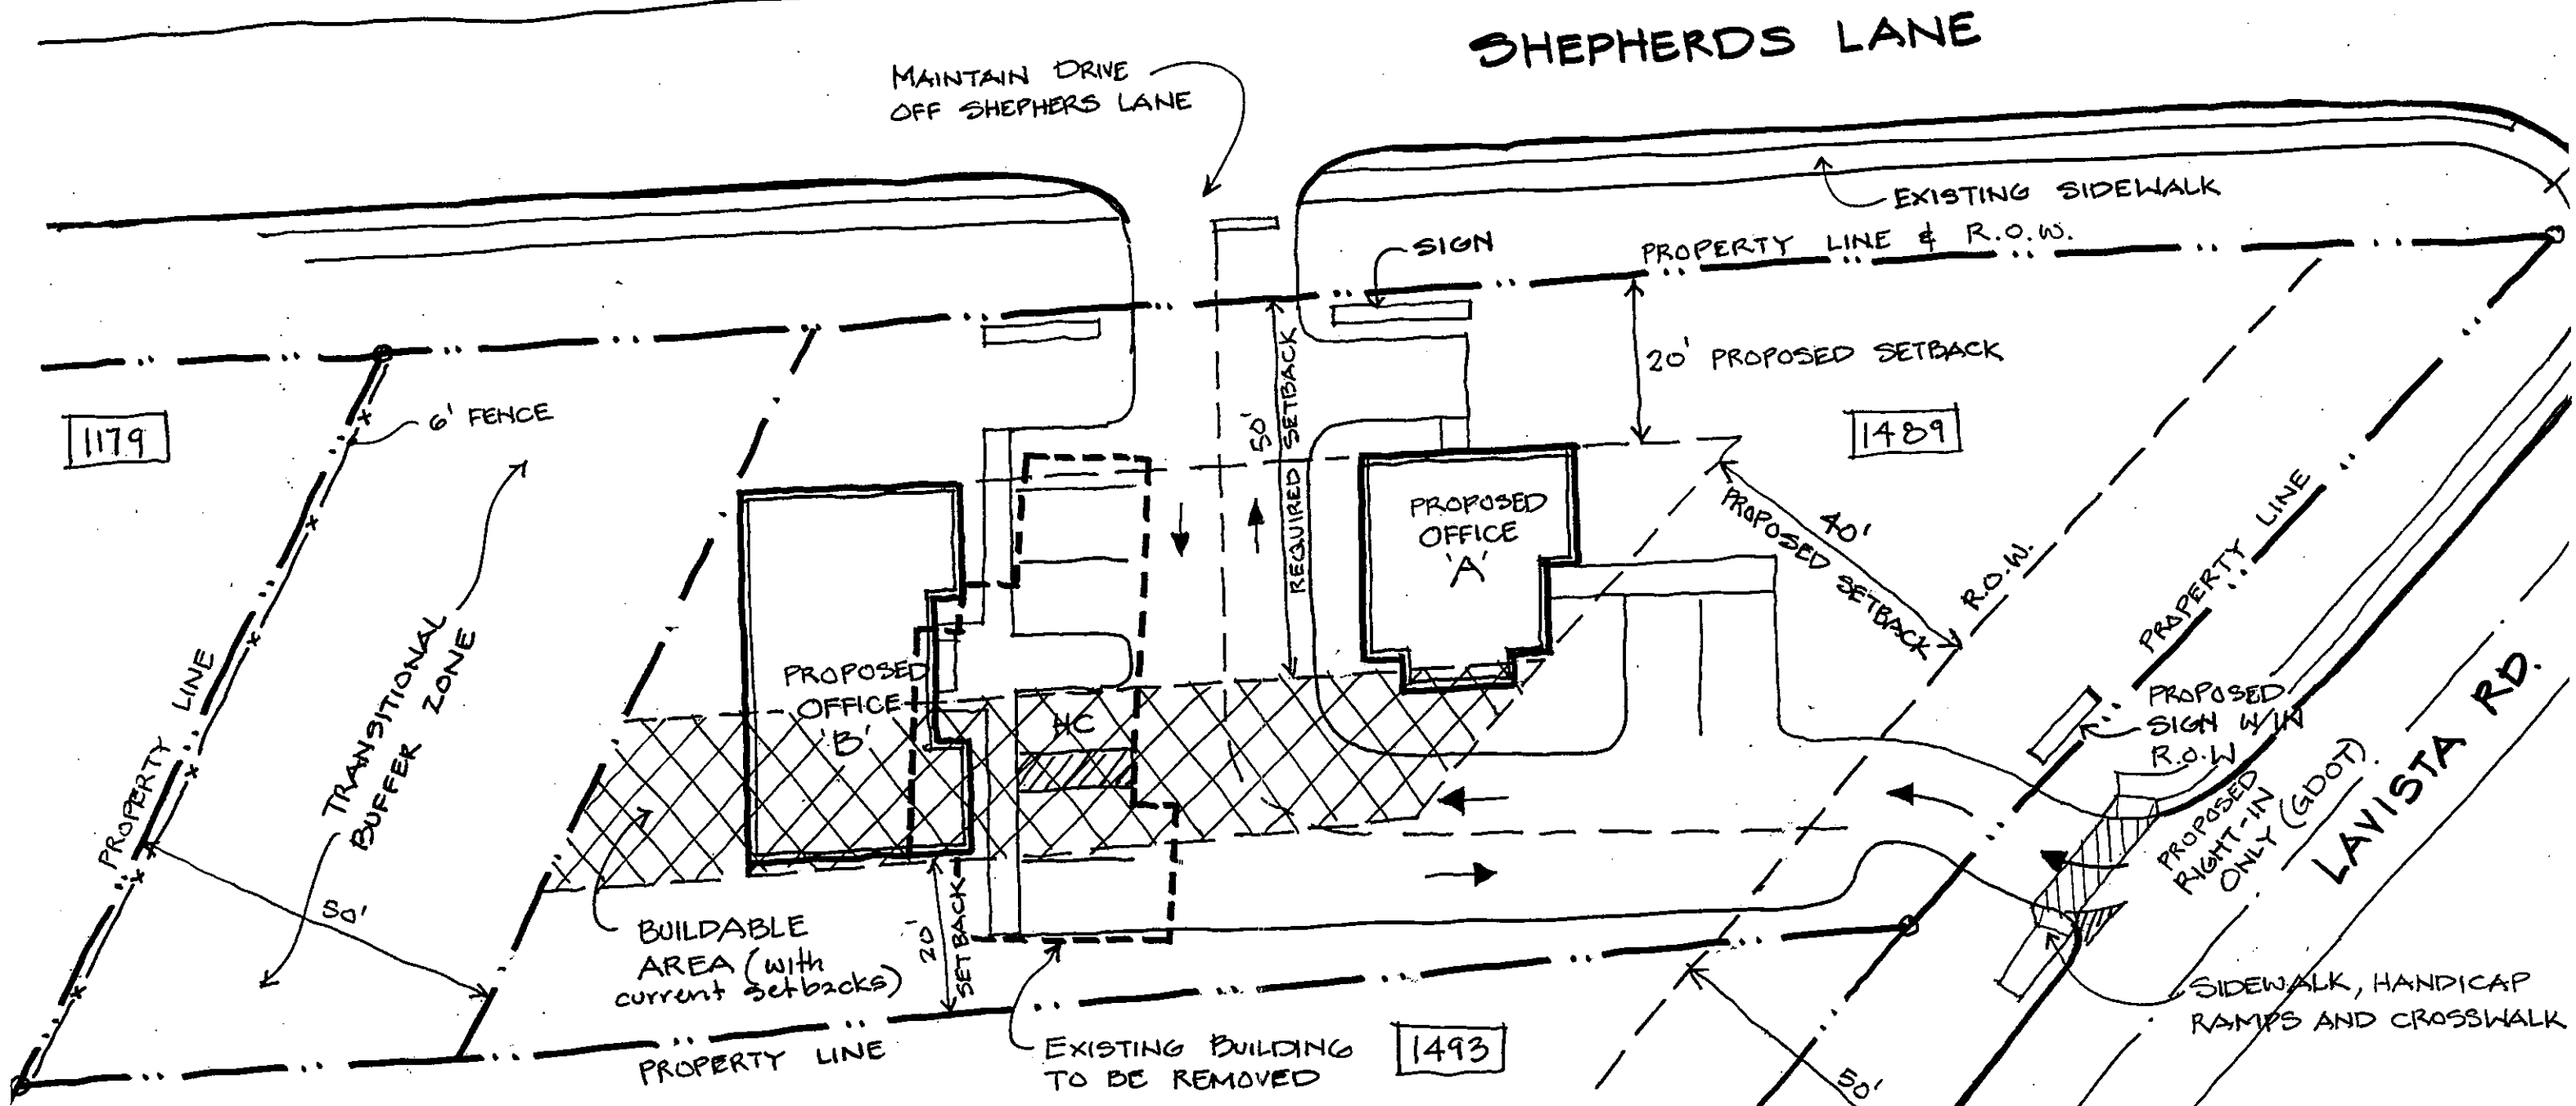 SHEPHERDS LANE
MAINTAIN DRIVE
OFF SHEPHERS LANE
EXISTING SIDEWALK
SIGN
PROPERTY LINE & R.O.W.
20' PROPOSED SETBACK
1179
6' FENCE
1489
50'
REQUIRED SETBACK
PROPOSED
OFFICE
'A'
40'
PROPOSED SETBACK
R.O.W.
PROPERTY LINE
PROPERTY LINE
TRANSITIONAL
BUFFER ZONE
PROPOSED
OFFICE
'B'
HC
PROPOSED
SIGN W/IN
R.O.W
PROPOSED
RIGHT-IN
ONLY (GDOT)
LAVISTA RD.
50'
BUILDABLE
AREA (with
current setbacks)
20'
SETBACK
SIDEWALK, HANDICAP
RAMPS AND CROSSWALK
PROPERTY LINE
EXISTING BUILDING
TO BE REMOVED
1493
50'